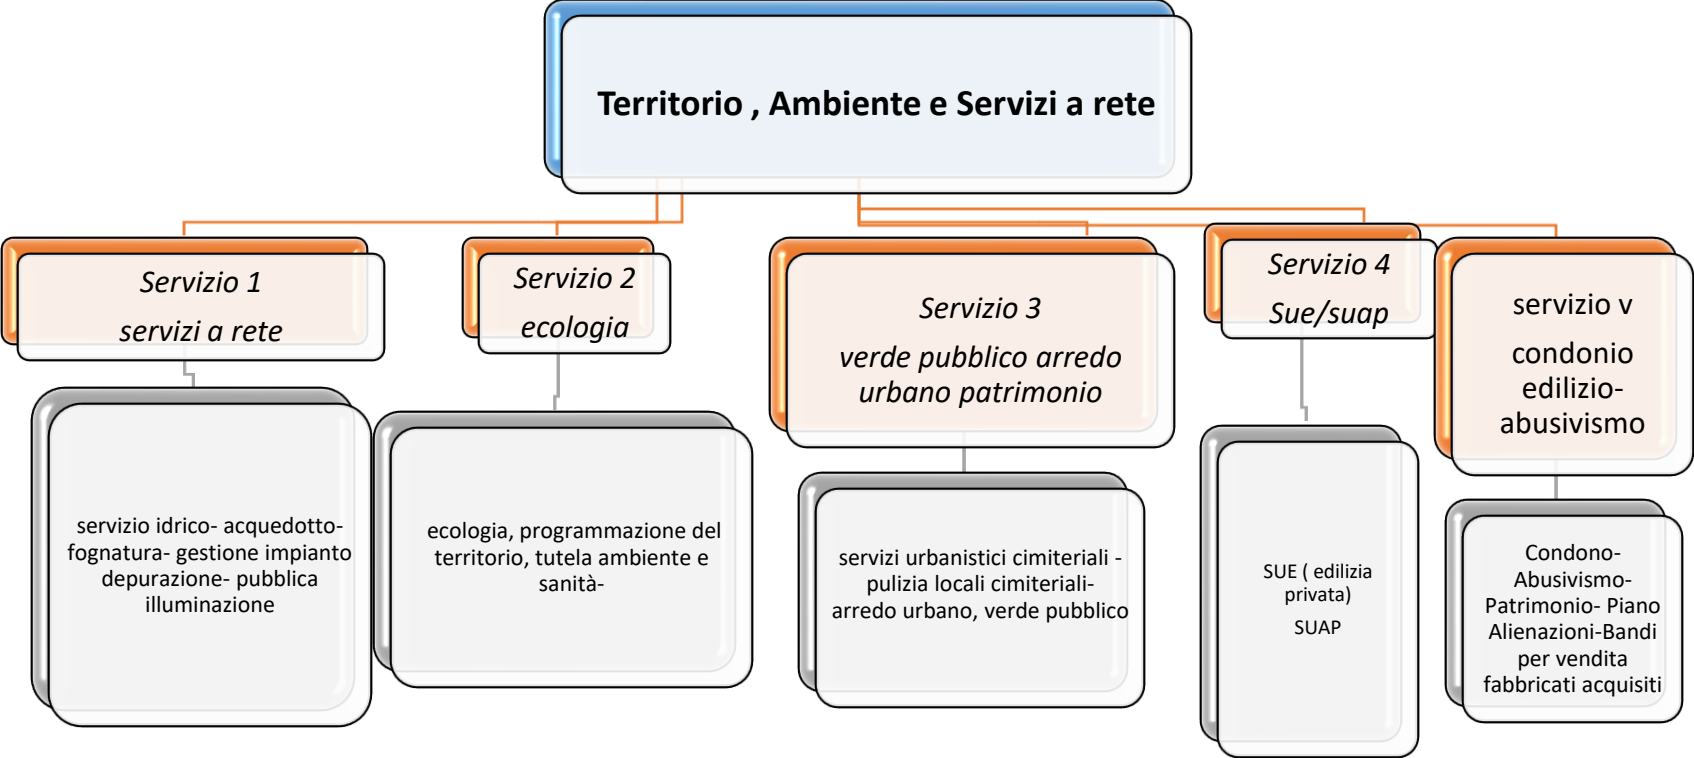 Territorio , Ambiente e Servizi a rete
Servizio 1
servizi a rete
servizio idrico- acquedotto-
fognatura- gestione impianto
depurazione- pubblica
illuminazione
Servizio 2
ecologia
ecologia, programmazione del
territorio, tutela ambiente e
sanità-
Servizio 3
verde pubblico arredo
urbano patrimonio
servizi urbanistici cimiteriali -
pulizia locali cimiteriali-
arredo urbano, verde pubblico
Servizio 4
Sue/suap
SUE ( edilizia
privata)
SUAP
servizio v
condonio
edilizio-
abusivismo
Condono-
Abusivismo-
Patrimonio- Piano
Alienazioni-Bandi
per vendita
fabbricati acquisiti